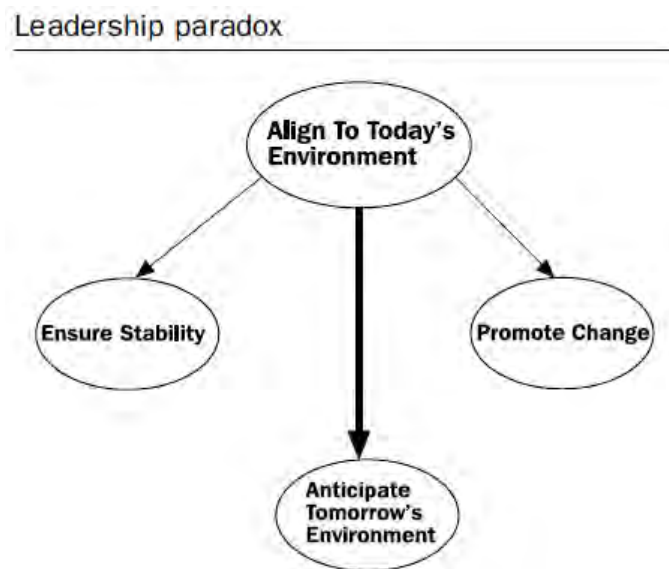 Leadership paradox
Align To Today's
Environment
Ensure Stability
Promote Change
Anticipate
Tomorrow's
Environment